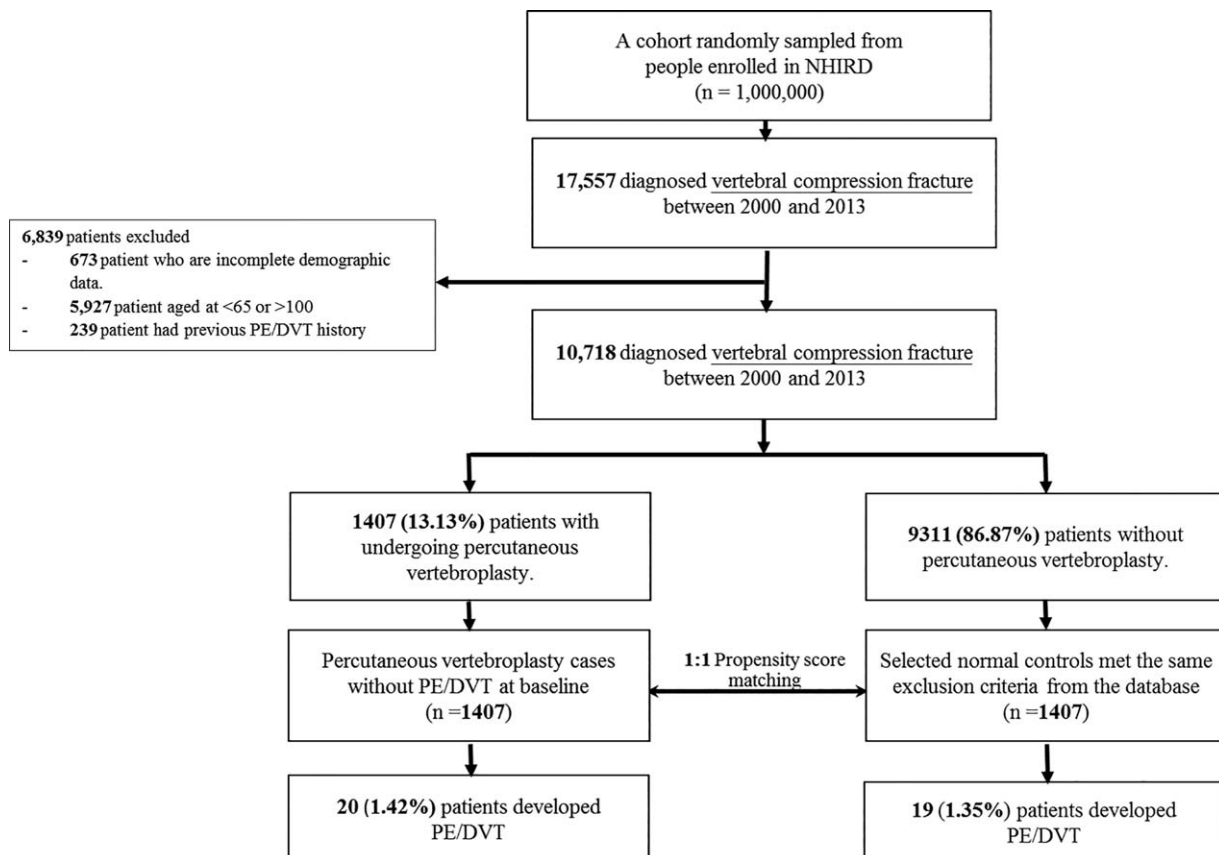 A cohort randomly sampled from
people enrolled in NHIRD
(n = 1,000,000)
17,557 diagnosed vertebral compression fracture
between 2000 and 2013
6,839 patients excluded
- 673 patient who are incomplete demographic
data.
- 5,927 patient aged at <65 or >100
- 239 patient had previous PE/DVT history
10,718 diagnosed vertebral compression fracture
between 2000 and 2013
1407 (13.13%) patients with
undergoing percutaneous
vertebroplasty.
9311 (86.87%) patients without
percutaneous vertebroplasty.
Percutaneous vertebroplasty cases
without PE/DVT at baseline
(n =1407)
1:1 Propensity score
matching
Selected normal controls met the same
exclusion criteria from the database
(n =1407)
20 (1.42%) patients developed
PE/DVT
19 (1.35%) patients developed
PE/DVT